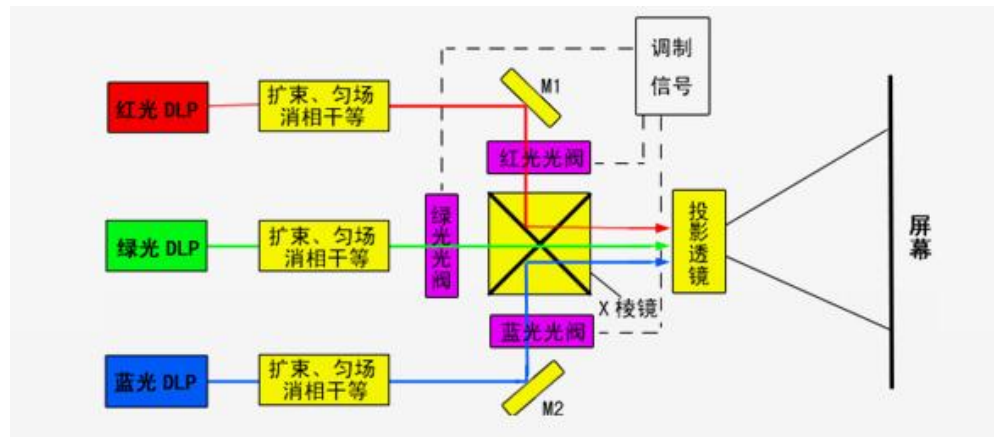 调制
信号
M1
红光 DLP
扩束、匀场
消相干等
红光光阀
绿光 DLP
扩束、匀场
消相干等
绿光光阀
投影透镜
屏幕
X 棱镜
蓝光光阀
蓝光 DLP
扩束、匀场
消相干等
M2